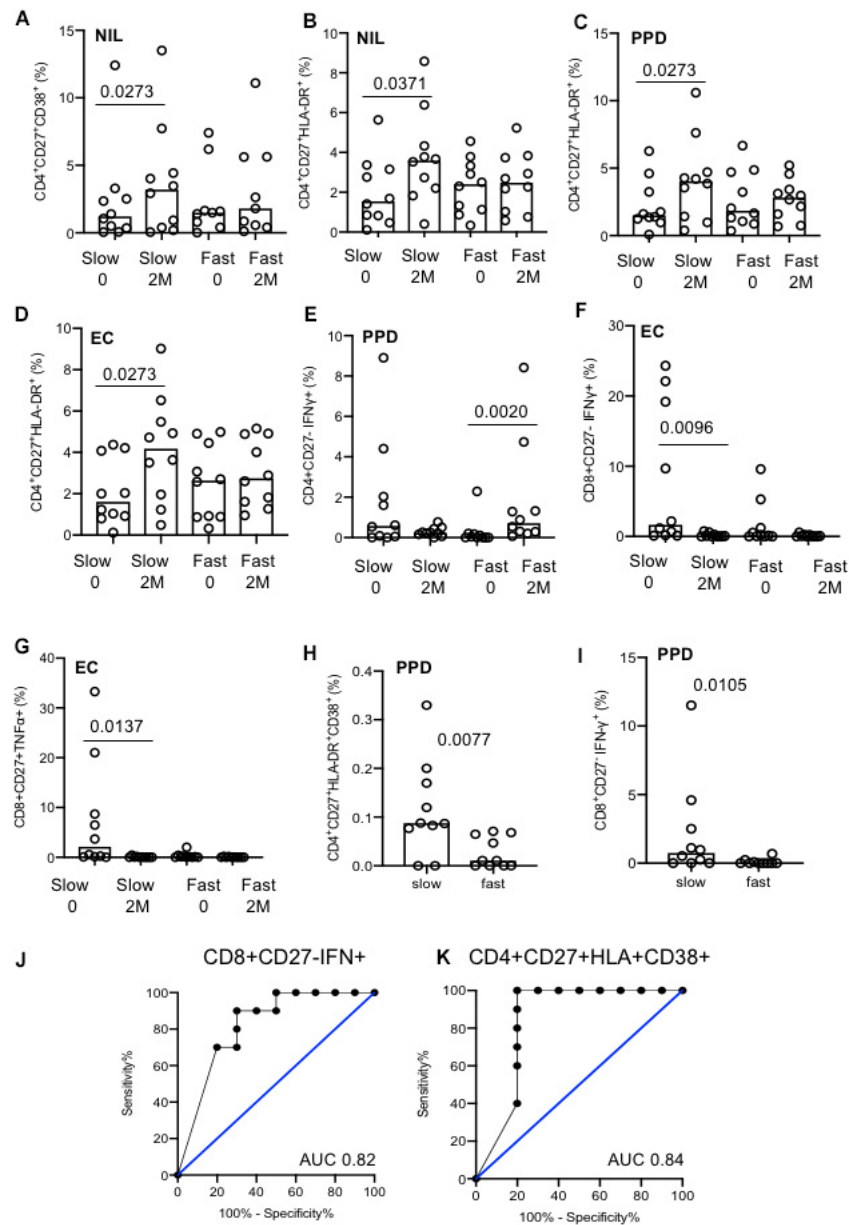 A
NIL
CD4⁺CD27⁺CD38⁺ (%)
15
10
5
0
0.0273
Slow 0
Slow 2M
Fast 0
Fast 2M
B
NIL
CD4⁺CD27⁺HLA-DR⁺ (%)
10
8
6
4
2
0
0.0371
Slow 0
Slow 2M
Fast 0
Fast 2M
C
PPD
CD4⁺CD27⁺HLA-DR⁺ (%)
15
10
5
0
0.0273
Slow 0
Slow 2M
Fast 0
Fast 2M
D
EC
CD4⁺CD27⁺HLA-DR⁺ (%)
10
8
6
4
2
0
0.0273
Slow 0
Slow 2M
Fast 0
Fast 2M
E
PPD
CD4+CD27- IFNγ+ (%)
10
8
6
4
2
0
0.0020
Slow 0
Slow 2M
Fast 0
Fast 2M
F
EC
CD8+CD27- IFNγ+ (%)
30
20
10
0
0.0096
Slow 0
Slow 2M
Fast 0
Fast 2M
G
EC
CD8+CD27+TNFα+ (%)
40
30
20
10
0
0.0137
Slow 0
Slow 2M
Fast 0
Fast 2M
H
PPD
CD4⁺CD27⁺HLA-DR⁺CD38⁺ (%)
0.4
0.3
0.2
0.1
0.0
0.0077
slow
fast
I
PPD
CD8⁺CD27⁻ IFN-γ⁺ (%)
15
10
5
0
0.0105
slow
fast
J
CD8+CD27-IFN+
Sensitivity%
100
80
60
40
20
0
AUC 0.82
0 20 40 60 80 100
100% - Specificity%
K
CD4+CD27+HLA+CD38+
Sensitivity%
100
80
60
40
20
0
AUC 0.84
0 20 40 60 80 100
100% - Specificity%